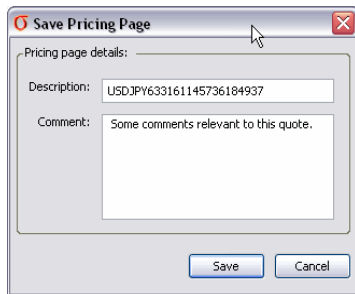 Save Pricing Page
Pricing page details:
Description: USDJPY633161145736184937
Comment: Some comments relevant to this quote.
Save Cancel